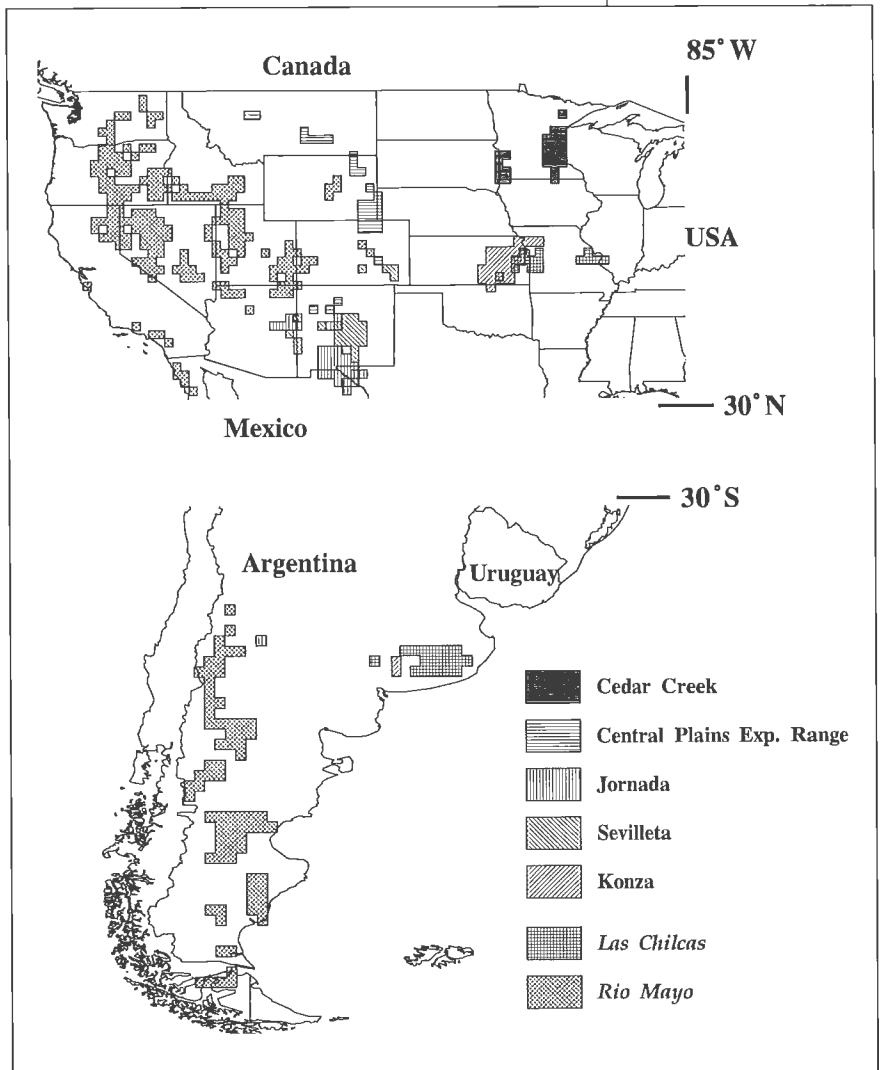 85°W
Canada
USA
30°N
Mexico
30°S
Argentina
Uruguay
Cedar Creek
Central Plains Exp. Range
Jornada
Sevilleta
Konza
Las Chilcas
Rio Mayo